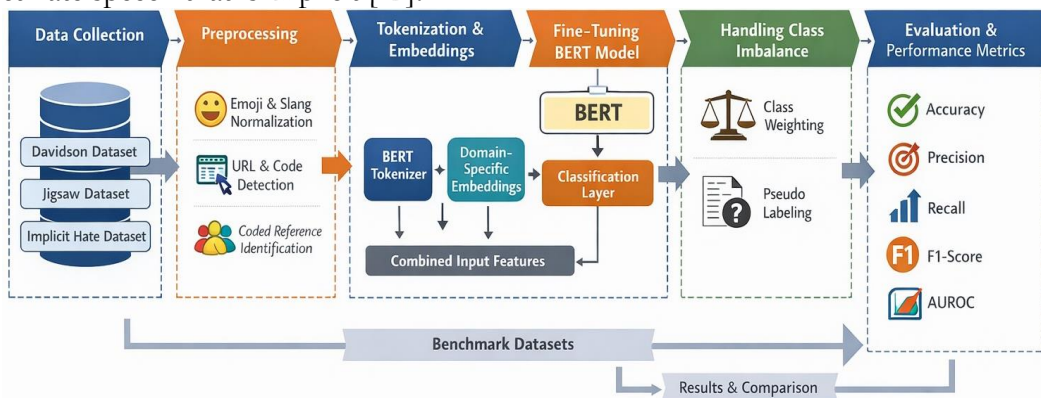 Data Collection
Preprocessing
Tokenization &
Embeddings
Fine-Tuning
BERT Model
Handling Class
Imbalance
Evaluation &
Performance Metrics
Davidson Dataset
Jigsaw Dataset
Implicit Hate Dataset
Emoji & Slang
Normalization
URL & Code
Detection
Coded Reference
Identification
BERT
Tokenizer
Domain-
Specific
Embeddings
BERT
Classification
Layer
Combined Input Features
Class
Weighting
?
Pseudo
Labeling
Accuracy
Precision
Recall
F1
F1-Score
AUROC
Benchmark Datasets
Results & Comparison